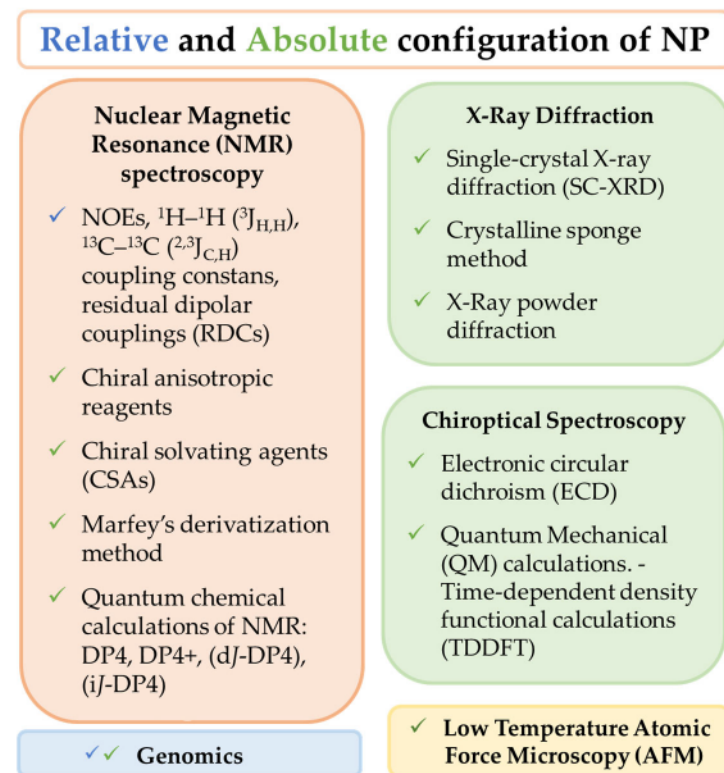 Relative and Absolute configuration of NP
Nuclear Magnetic
Resonance (NMR)
spectroscopy
✓ NOEs, ¹H–¹H (³J_H,H),
¹³C–¹³C (²,³J_C,H)
coupling constans,
residual dipolar
couplings (RDCs)
✓ Chiral anisotropic
reagents
✓ Chiral solvating agents
(CSAs)
✓ Marfey’s derivatization
method
✓ Quantum chemical
calculations of NMR:
DP4, DP4+, (dJ-DP4),
(iJ-DP4)
✓✓ Genomics
X-Ray Diffraction
✓ Single-crystal X-ray
diffraction (SC-XRD)
✓ Crystalline sponge
method
✓ X-Ray powder
diffraction
Chiroptical Spectroscopy
✓ Electronic circular
dichroism (ECD)
✓ Quantum Mechanical
(QM) calculations. -
Time-dependent density
functional calculations
(TDDFT)
✓ Low Temperature Atomic
Force Microscopy (AFM)